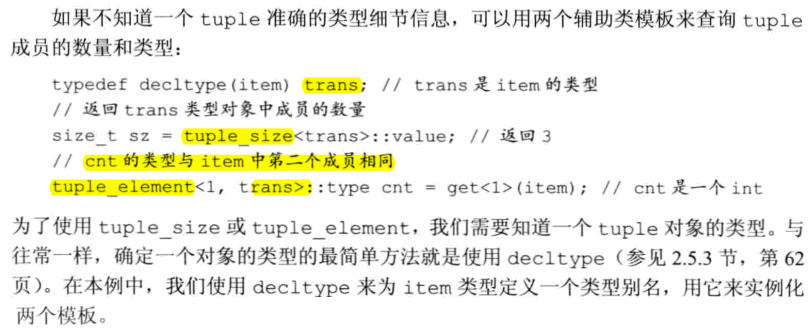 如果不知道一个 tuple 准确的类型细节信息，可以用两个辅助类模板来查询 tuple
成员的数量和类型：
typedef decltype(item) trans; // trans 是 item 的类型
// 返回 trans 类型对象中成员的数量
size_t sz = tuple_size<trans>::value; // 返回 3
// cnt 的类型与 item 中第二个成员相同
tuple_element<1, trans>::type cnt = get<1>(item); // cnt 是一个 int
为了使用 tuple_size 或 tuple_element，我们需要知道一个 tuple 对象的类型。与
往常一样，确定一个对象的类型的最简单方法就是使用 decltype（参见 2.5.3 节，第 62
页）。在本例中，我们使用 decltype 来为 item 类型定义一个类型别名，用它来实例化
两个模板。